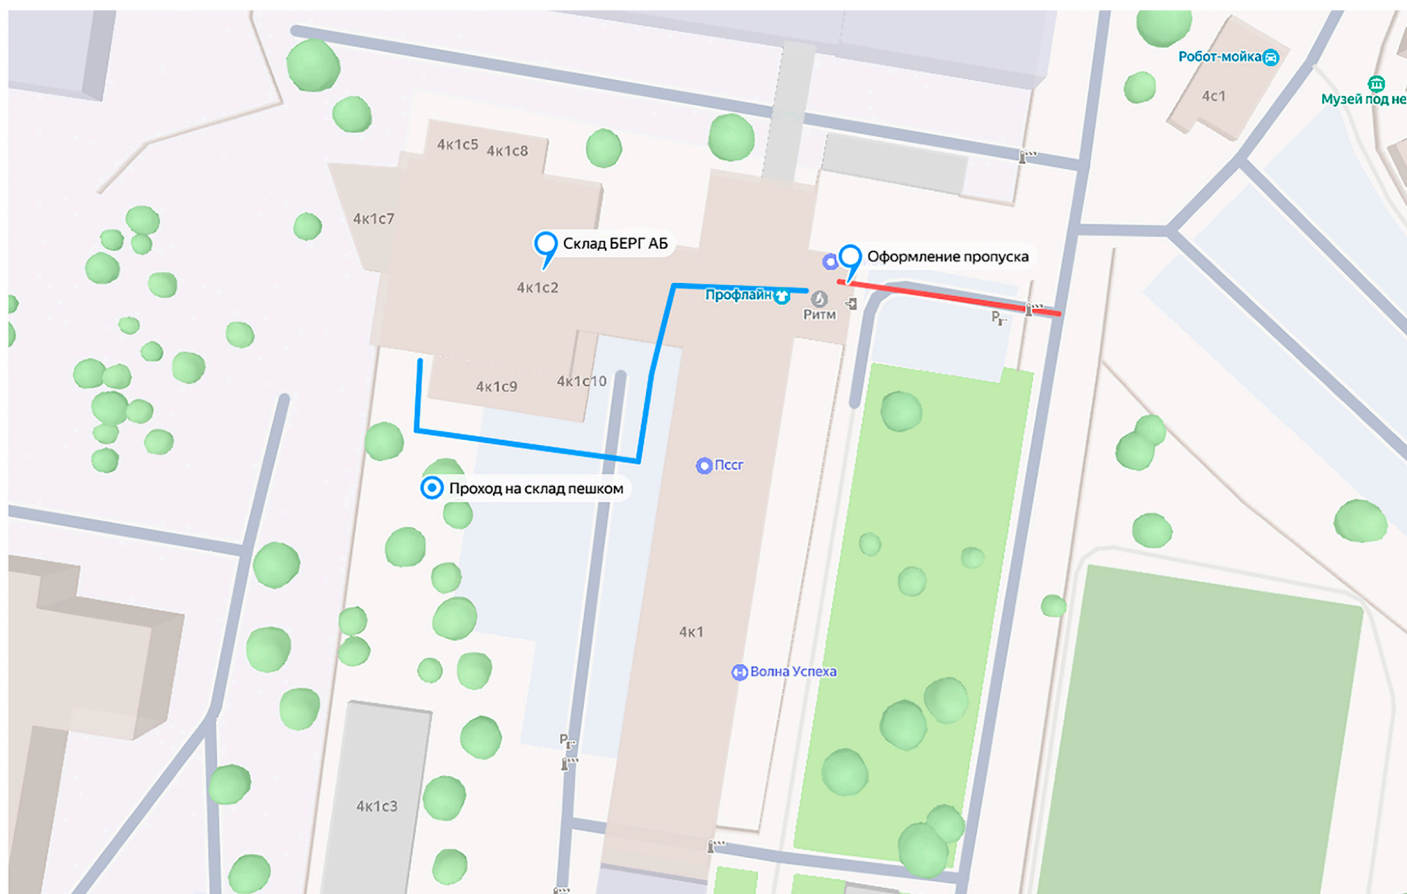 Робот-мойка
4с1
Музей под не
4к1с5
4к1с8
4к1с7
Склад БЕРГ АБ
Оформление пропуска
4к1с2
Профлайн
Ритм
P
4к1с9
4к1с10
Пссг
Проход на склад пешком
4к1
Волна Успеха
P
4к1с3